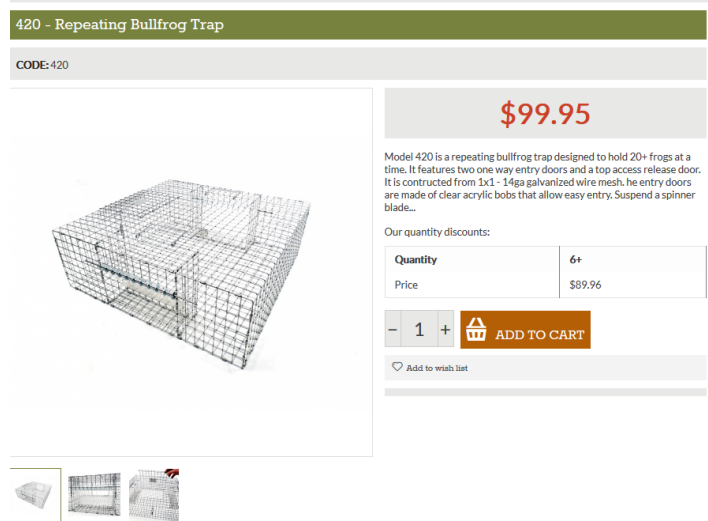 420 - Repeating Bullfrog Trap
CODE: 420
$99.95
Model 420 is a repeating bullfrog trap designed to hold 20+ frogs at a
time. It features two one way entry doors and a top access release door.
It is contructed from 1x1 - 14ga galvanized wire mesh. he entry doors
are made of clear acrylic bobs that allow easy entry. Suspend a spinner
blade...
Our quantity discounts:
Quantity 6+
Price $89.96
− 1 + ADD TO CART
Add to wish list